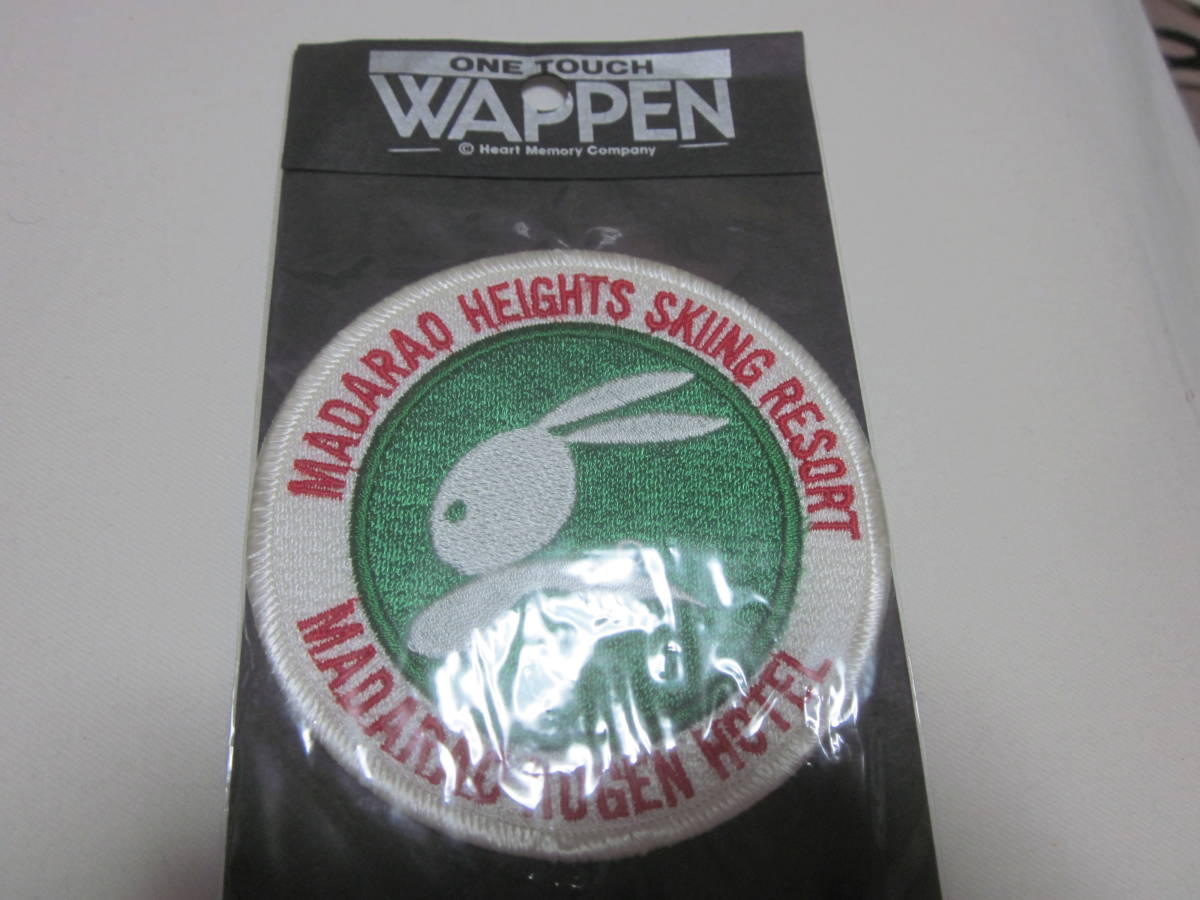 ONE TOUCH
WAPPEN
© Heart Memory Company
MADARAO HEIGHTS SKIING RESORT
MADARAO KOGEN HOTEL